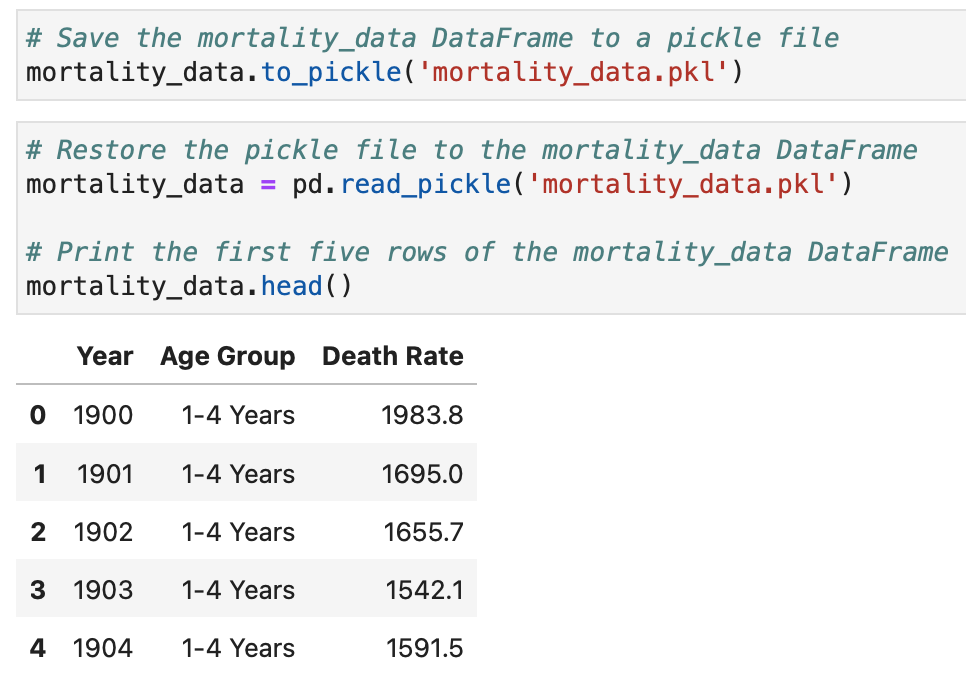 # Save the mortality_data DataFrame to a pickle file
mortality_data.to_pickle('mortality_data.pkl')
# Restore the pickle file to the mortality_data DataFrame
mortality_data = pd.read_pickle('mortality_data.pkl')
# Print the first five rows of the mortality_data DataFrame
mortality_data.head()
Year Age Group Death Rate
0 1900 1-4 Years 1983.8
1 1901 1-4 Years 1695.0
2 1902 1-4 Years 1655.7
3 1903 1-4 Years 1542.1
4 1904 1-4 Years 1591.5